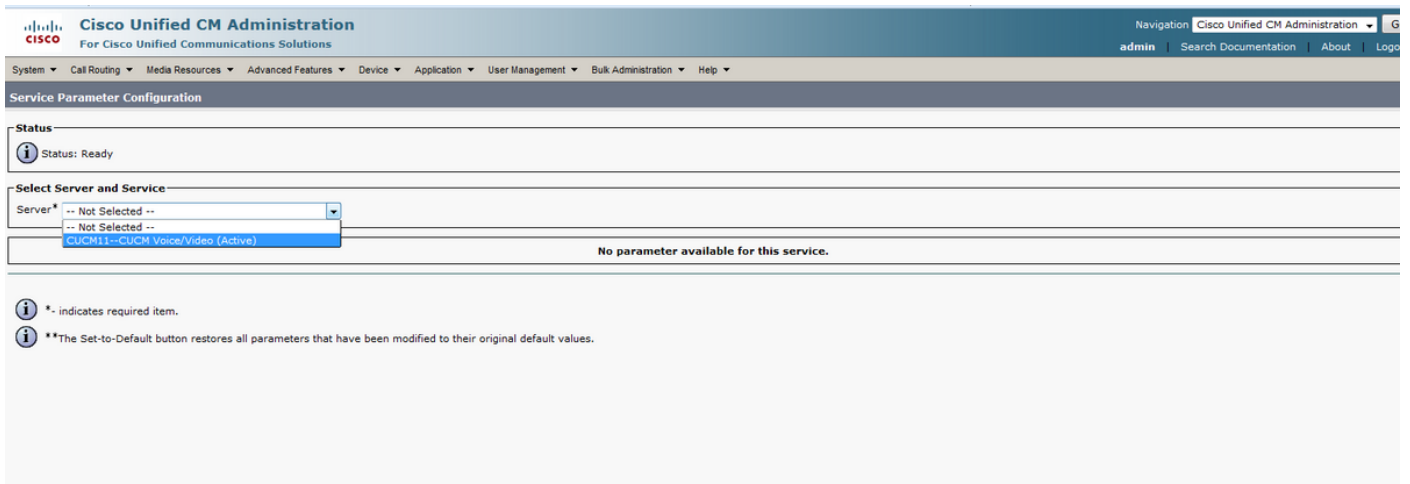 CISCO
Cisco Unified CM Administration
For Cisco Unified Communications Solutions
Navigation Cisco Unified CM Administration G
admin | Search Documentation | About | Logo
System Call Routing Media Resources Advanced Features Device Application User Management Bulk Administration Help
Service Parameter Configuration
Status
Status: Ready
Select Server and Service
Server* -- Not Selected --
-- Not Selected --
CUCM11--CUCM Voice/Video (Active)
No parameter available for this service.
*- indicates required item.
**The Set-to-Default button restores all parameters that have been modified to their original default values.